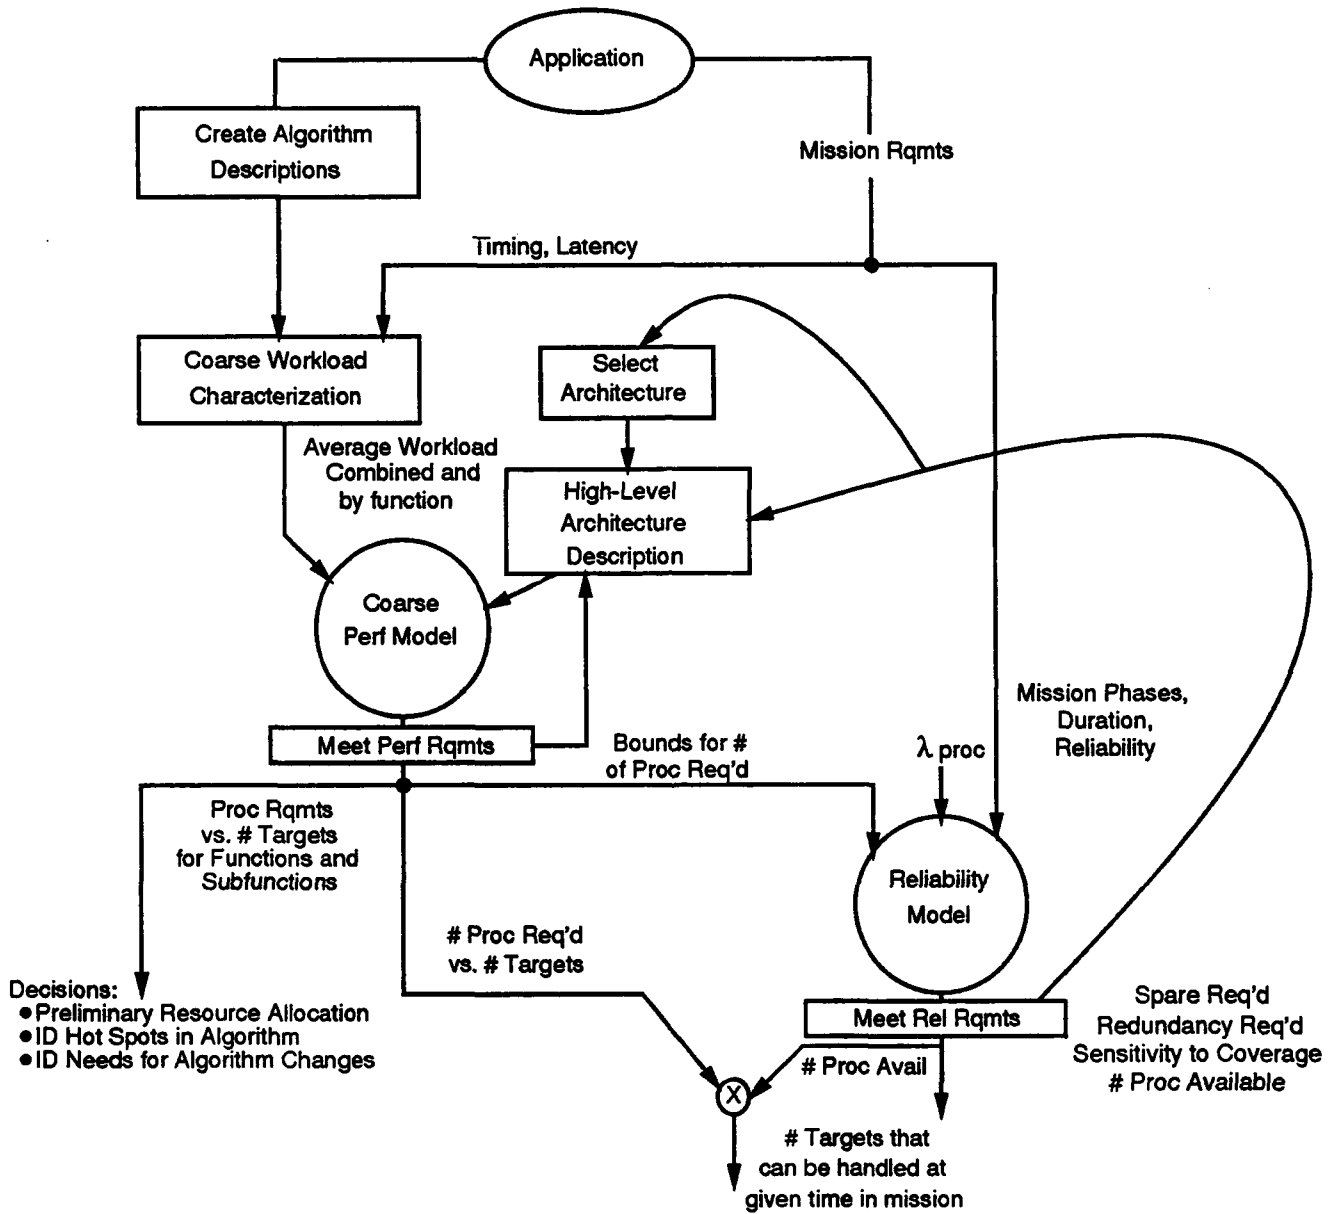 Application
Create Algorithm
Descriptions
Mission Rqmts
Timing, Latency
Coarse Workload
Characterization
Select
Architecture
Average Workload
Combined and
by function
High-Level
Architecture
Description
Coarse
Perf Model
Mission Phases,
Duration,
Reliability
Meet Perf Rqmts
Bounds for #
of Proc Req'd
λ proc
Proc Rqmts
vs. # Targets
for Functions and
Subfunctions
Reliability
Model
# Proc Req'd
vs. # Targets
Decisions:
●Preliminary Resource Allocation
●ID Hot Spots in Algorithm
●ID Needs for Algorithm Changes
Meet Rel Rqmts
Spare Req'd
Redundancy Req'd
Sensitivity to Coverage
# Proc Available
# Proc Avail
X
# Targets that
can be handled at
given time in mission